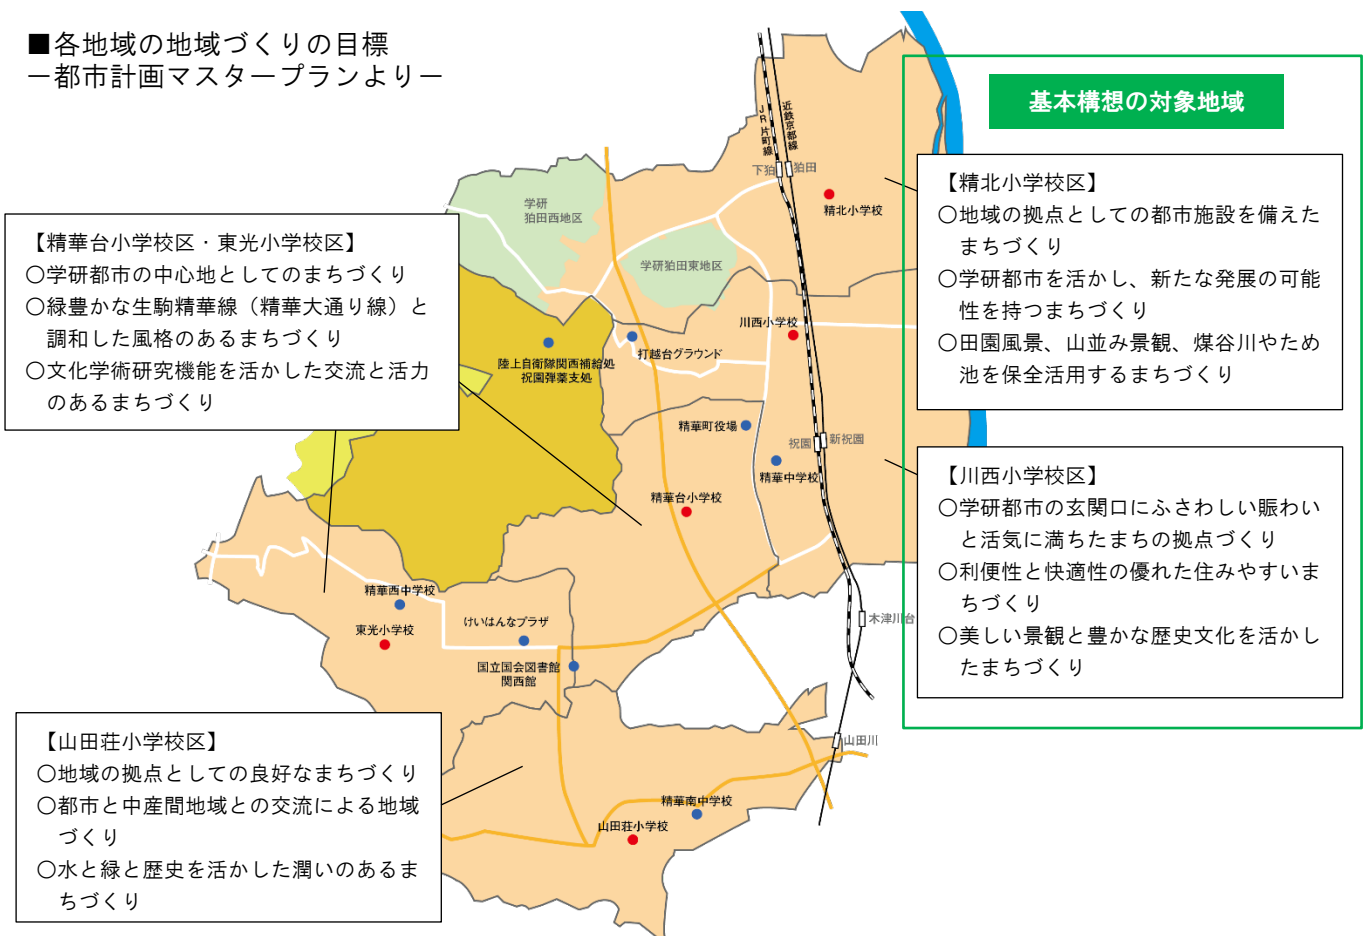 ■各地域の地域づくりの目標
－都市計画マスタープランより－
基本構想の対象地域
【精北小学校区】
○地域の拠点としての都市施設を備えた
まちづくり
○学研都市を活かし、新たな発展の可能
性を持つまちづくり
○田園風景、山並み景観、煤谷川やため
池を保全活用するまちづくり
【川西小学校区】
○学研都市の玄関口にふさわしい賑わい
と活気に満ちたまちの拠点づくり
○利便性と快適性の優れた住みやすいま
ちづくり
○美しい景観と豊かな歴史文化を活かし
たまちづくり
【精華台小学校区・東光小学校区】
○学研都市の中心地としてのまちづくり
○緑豊かな生駒精華線（精華大通り線）と
調和した風格のあるまちづくり
○文化学術研究機能を活かした交流と活力
のあるまちづくり
【山田荘小学校区】
○地域の拠点としての良好なまちづくり
○都市と中産間地域との交流による地域
づくり
○水と緑と歴史を活かした潤いのあるま
ちづくり
近鉄京都線
JR片町線
下狛
狛田
精北小学校
学研
狛田西地区
学研狛田東地区
川西小学校
打越台グラウンド
陸上自衛隊関西補給処
祝園弾薬支処
精華町役場
祝園
新祝園
精華中学校
精華台小学校
精華西中学校
東光小学校
けいはんなプラザ
国立国会図書館
関西館
木津川台
山田川
精華南中学校
山田荘小学校